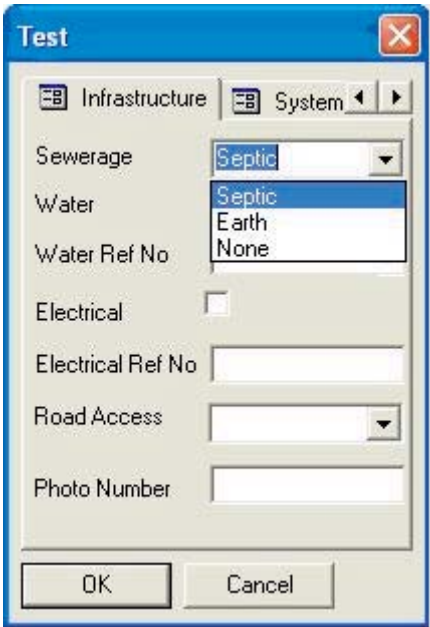 Test
Infrastructure System
Sewerage Septic
Septic
Water
Earth
None
Water Ref No
Electrical
Electrical Ref No
Road Access
Photo Number
OK Cancel